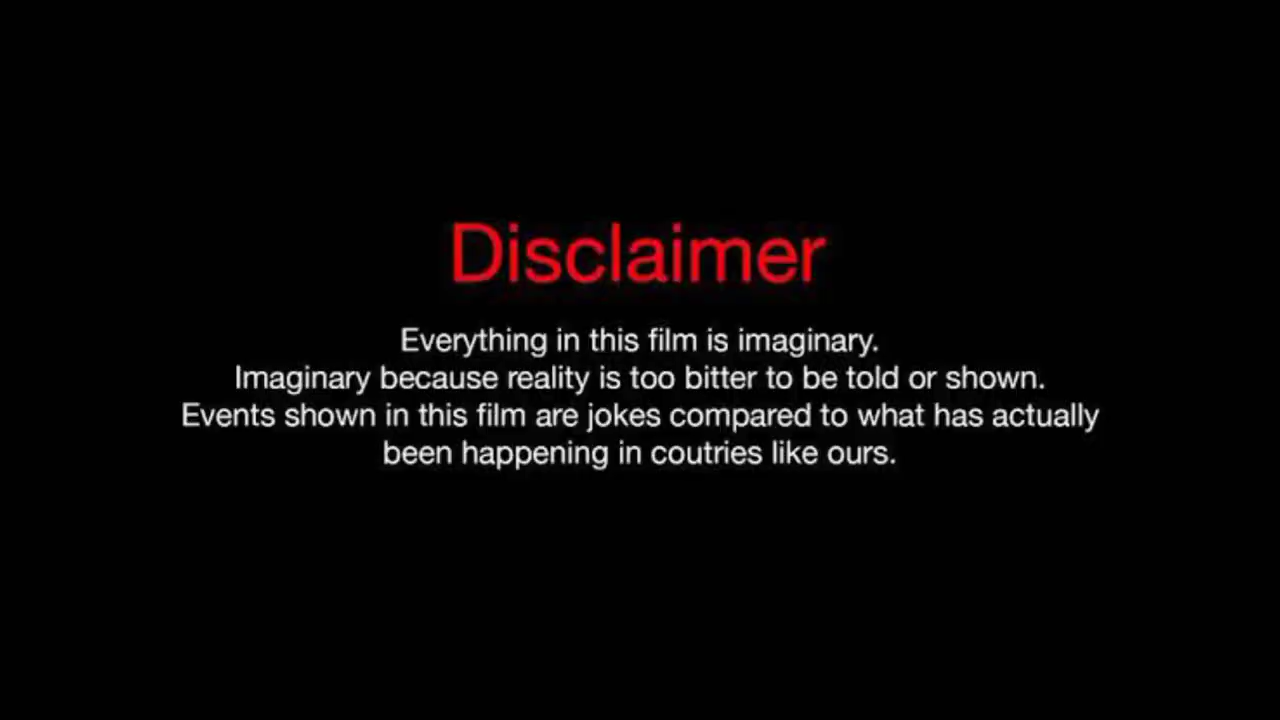 Disclaimer
Everything in this film is imaginary.
Imaginary because reality is too bitter to be told or shown.
Events shown in this film are jokes compared to what has actually
been happening in coutries like ours.